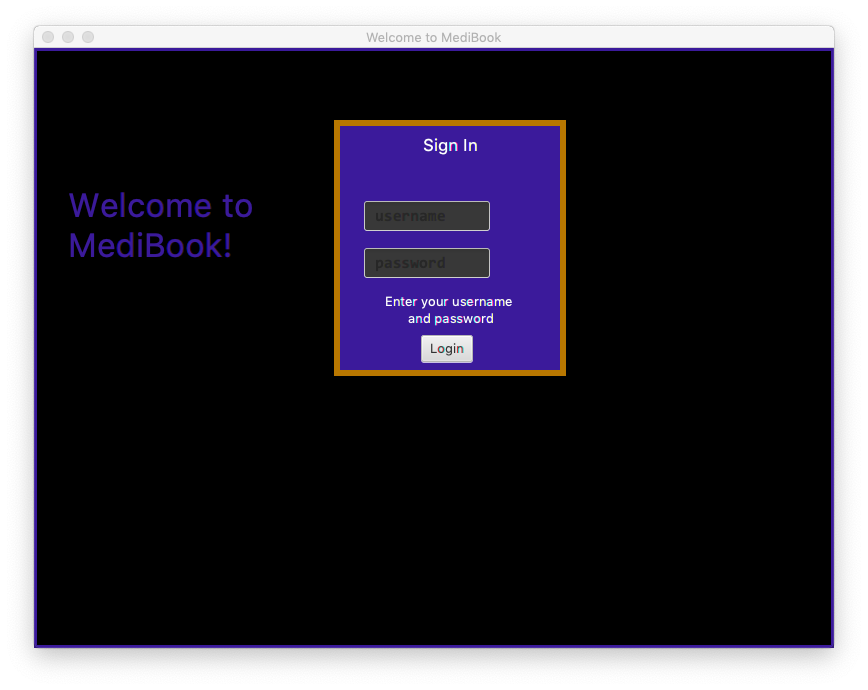 Welcome to MediBook
Sign In
Welcome to
MediBook!
username
password
Enter your username
and password
Login